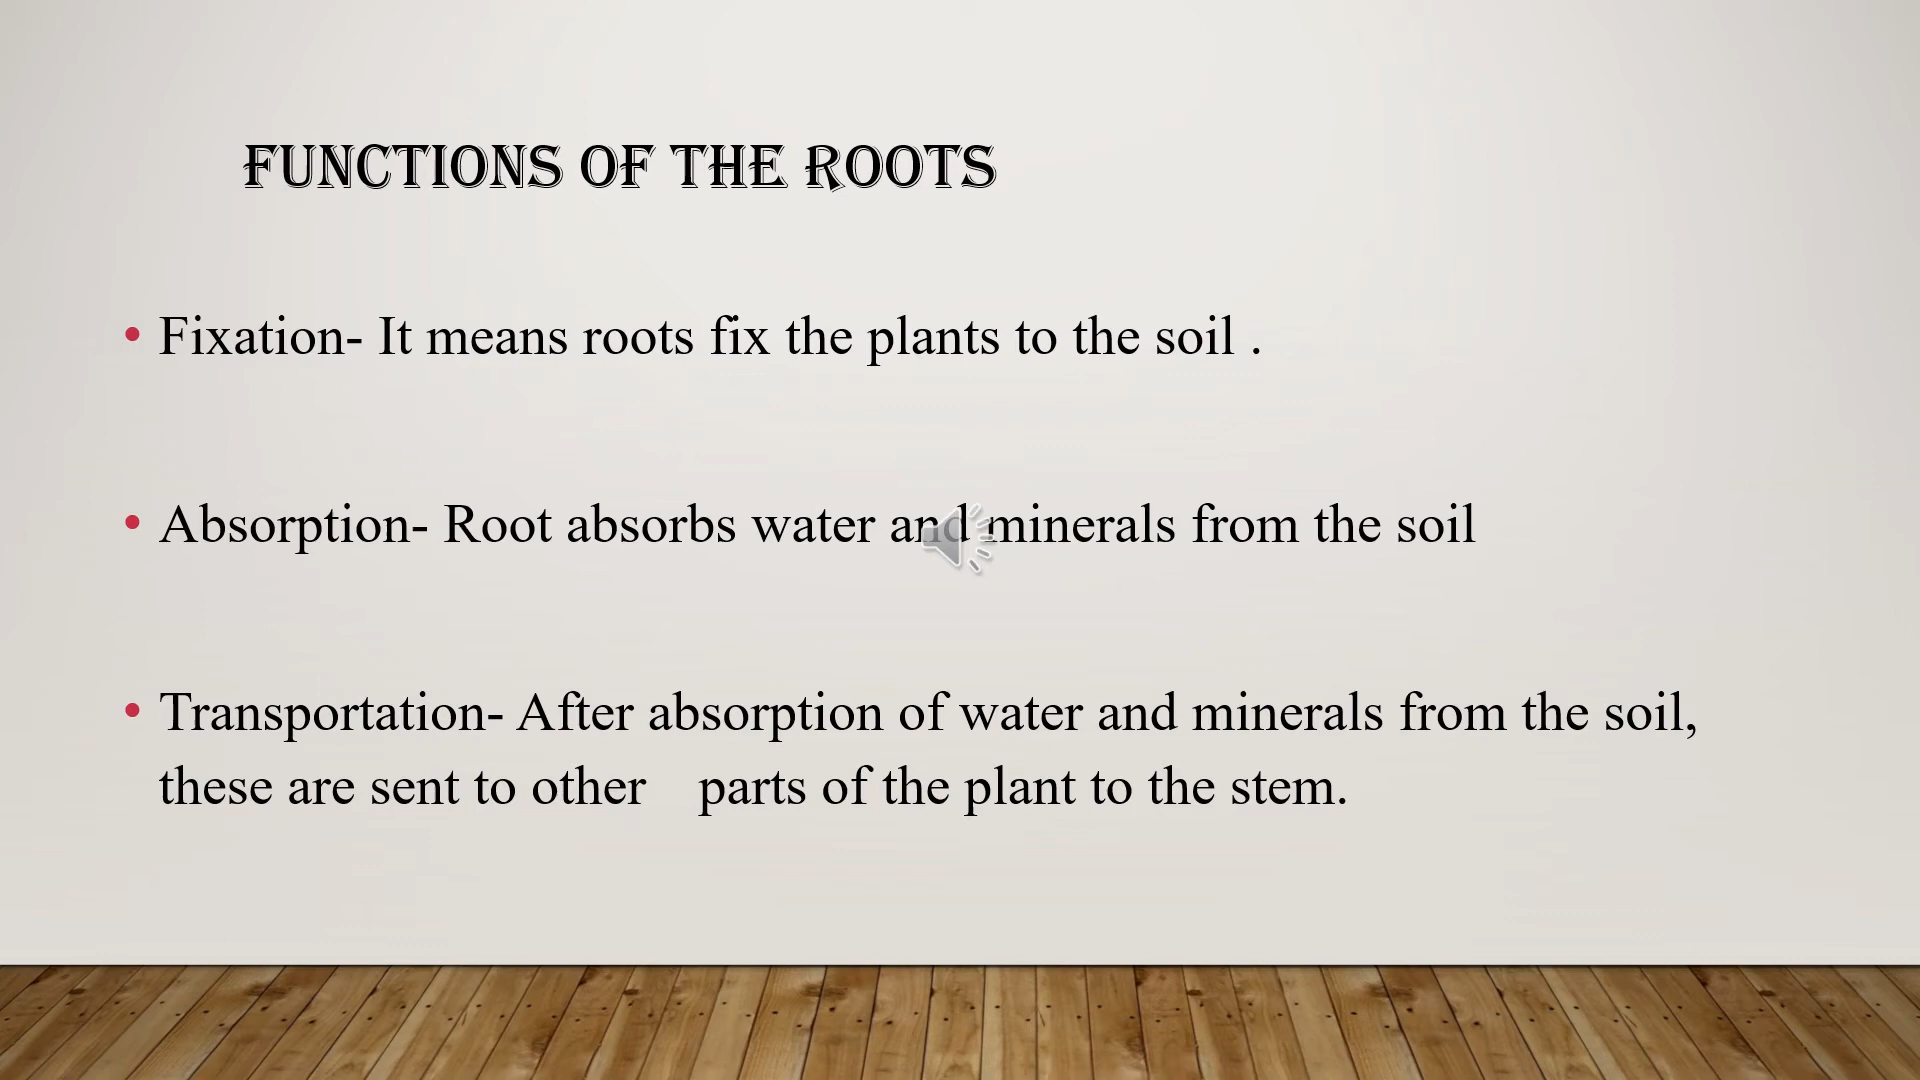 FUNCTIONS OF THE ROOTS
• Fixation- It means roots fix the plants to the soil .
• Absorption- Root absorbs water and minerals from the soil
• Transportation- After absorption of water and minerals from the soil,
these are sent to other    parts of the plant to the stem.